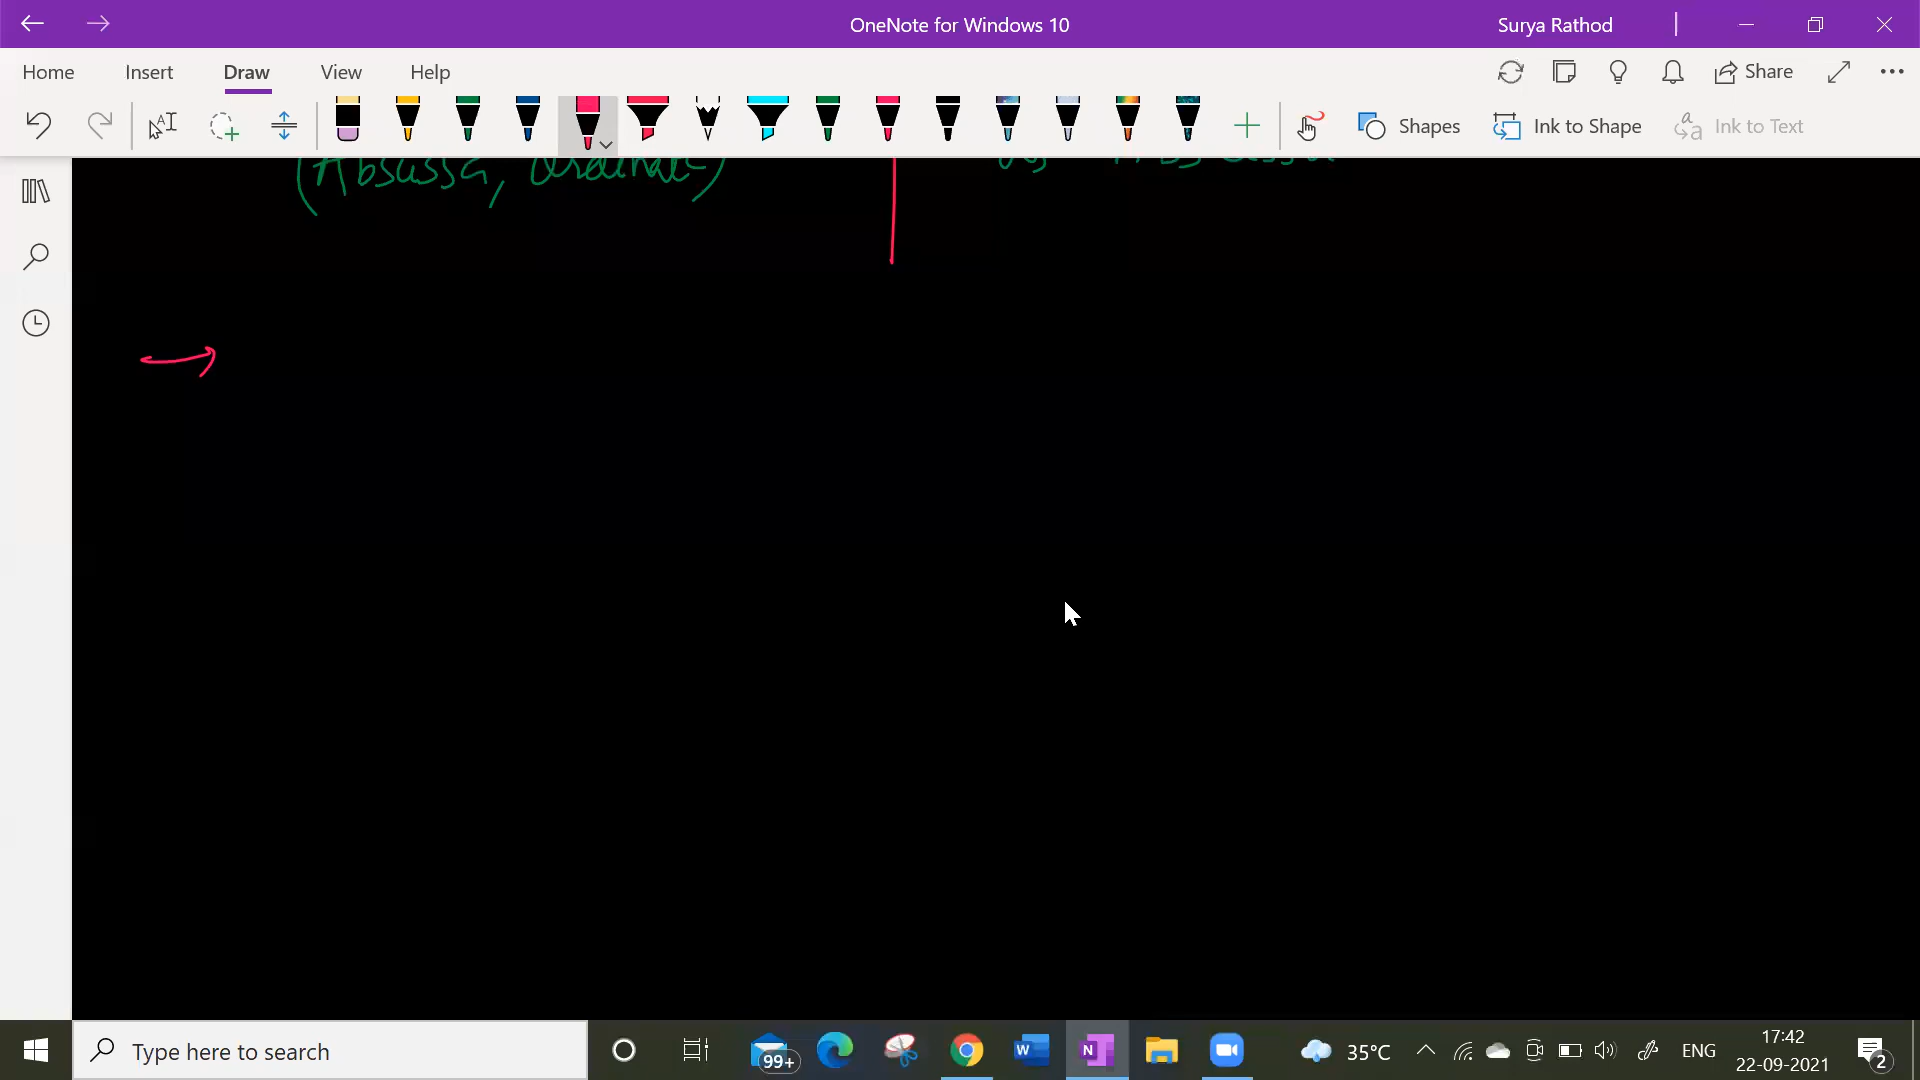 OneNote for Windows 10
Surya Rathod
Home Insert Draw View Help
Share
Shapes Ink to Shape Ink to Text
(Abscissa, Ordinate)
Type here to search
99+
35°C
ENG
17:42
22-09-2021
2